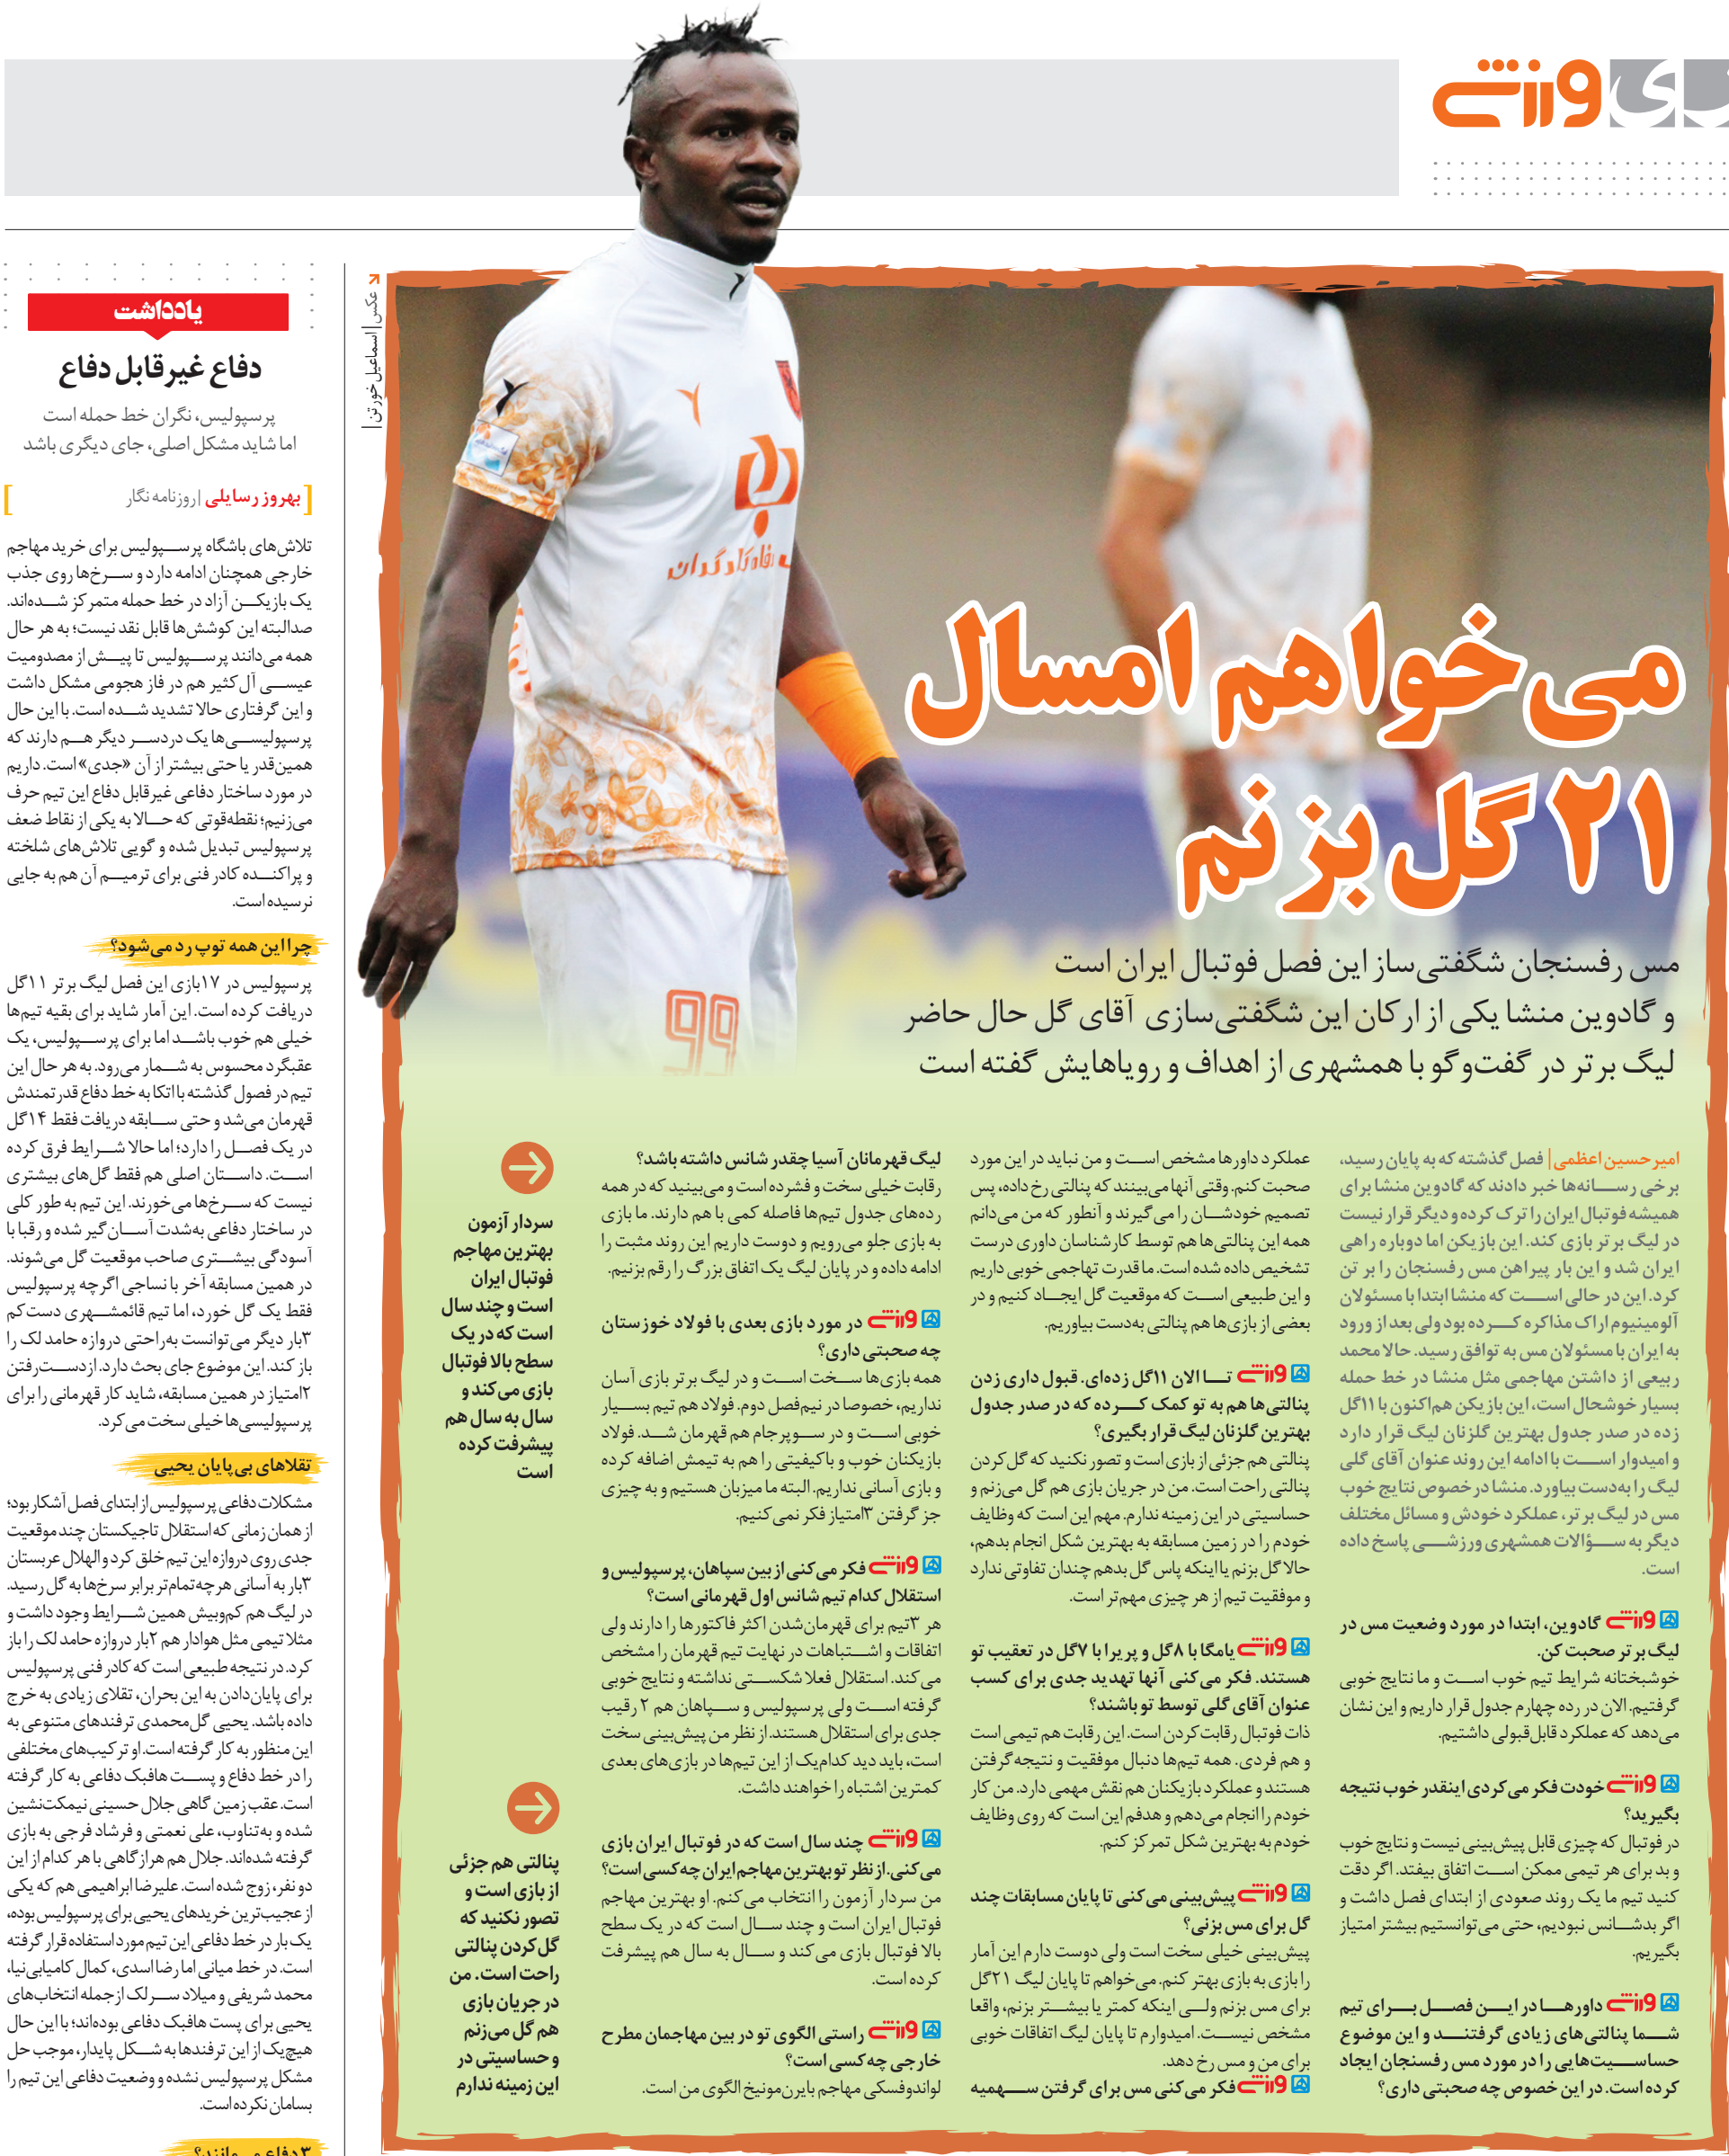 ورزشی
عکس| اسماعیل خورتن|
می‌خواهم امسال
۲۱ گل بزنم
مس رفسنجان شگفتی‌ساز این فصل فوتبال ایران است
و گادوین منشا یکی از ارکان این شگفتی‌سازی آقای گل حال حاضر
لیگ برتر در گفت‌وگو با همشهری از اهداف و رویاهایش گفته است
رفاه کارگران
99
امیرحسین اعظمی| فصل گذشته که به پایان رسید،
برخی رسانه‌ها خبر دادند که گادوین منشا برای
همیشه فوتبال ایران را ترک کرده و دیگر قرار نیست
در لیگ برتر بازی کند. این بازیکن اما دوباره راهی
ایران شد و این بار پیراهن مس رفسنجان را بر تن
کرد. این در حالی است که منشا ابتدا با مسئولان
آلومینیوم اراک مذاکره کرده بود ولی بعد از ورود
به ایران با مسئولان مس به توافق رسید. حالا محمد
ربیعی از داشتن مهاجمی مثل منشا در خط حمله
بسیار خوشحال است، این بازیکن هم‌اکنون با ۱۱گل
زده در صدر جدول بهترین گلزنان لیگ قرار دارد
و امیدوار است با ادامه این روند عنوان آقای گلی
لیگ را به‌دست بیاورد. منشا درخصوص نتایج خوب
مس در لیگ برتر، عملکرد خودش و مسائل مختلف
دیگر به سؤالات همشهری ورزشی پاسخ داده
است.
ورزشی گادوین، ابتدا در مورد وضعیت مس در
لیگ برتر صحبت کن.
خوشبختانه شرایط تیم خوب است و ما نتایج خوبی
گرفتیم. الان در رده چهارم جدول قرار داریم و این نشان
می‌دهد که عملکرد قابل‌قبولی داشتیم.
ورزشی خودت فکر می‌کردی اینقدر خوب نتیجه
بگیرید؟
در فوتبال که چیزی قابل پیش‌بینی نیست و نتایج خوب
و بد برای هر تیمی ممکن است اتفاق بیفتد. اگر دقت
کنید تیم ما یک روند صعودی از ابتدای فصل داشت و
اگر بدشانس نبودیم، حتی می‌توانستیم بیشتر امتیاز
بگیریم.
ورزشی داورها در این فصل برای تیم
شما پنالتی‌های زیادی گرفتند و این موضوع
حساسیت‌هایی را در مورد مس رفسنجان ایجاد
کرده است. در این خصوص چه صحبتی داری؟
عملکرد داورها مشخص است و من نباید در این مورد
صحبت کنم. وقتی آنها می‌بینند که پنالتی رخ داده، پس
تصمیم خودشان را می‌گیرند و آنطور که من می‌دانم
همه این پنالتی‌ها هم توسط کارشناسان داوری درست
تشخیص داده شده است. ما قدرت تهاجمی خوبی داریم
و این طبیعی است که موقعیت گل ایجاد کنیم و در
بعضی از بازی‌ها هم پنالتی به‌دست بیاوریم.
ورزشی تا الان ۱۱گل زده‌ای. قبول داری زدن
پنالتی‌ها هم به تو کمک کرده که در صدر جدول
بهترین گلزنان لیگ قرار بگیری؟
پنالتی هم جزئی از بازی است و تصور نکنید که گل‌کردن
پنالتی راحت است. من در جریان بازی هم گل می‌زنم و
حساسیتی در این زمینه ندارم. مهم این است که وظایف
خودم را در زمین مسابقه به بهترین شکل انجام بدهم،
حالا گل بزنم یا اینکه پاس گل بدهم چندان تفاوتی ندارد
و موفقیت تیم از هر چیزی مهم‌تر است.
ورزشی یامگا با ۸گل و پریرا با ۷گل در تعقیب تو
هستند. فکر می‌کنی آنها تهدید جدی برای کسب
عنوان آقای گلی توسط تو باشند؟
ذات فوتبال رقابت‌کردن است. این رقابت هم تیمی است
و هم فردی. همه تیم‌ها دنبال موفقیت و نتیجه‌گرفتن
هستند و عملکرد بازیکنان هم نقش مهمی دارد. من کار
خودم را انجام می‌دهم و هدفم این است که روی وظایف
خودم به بهترین شکل تمرکز کنم.
ورزشی پیش‌بینی می‌کنی تا پایان مسابقات چند
گل برای مس بزنی؟
پیش‌بینی خیلی سخت است ولی دوست دارم این آمار
را بازی به بازی بهتر کنم. می‌خواهم تا پایان لیگ ۲۱گل
برای مس بزنم ولی اینکه کمتر یا بیشتر بزنم، واقعا
مشخص نیست. امیدوارم تا پایان لیگ اتفاقات خوبی
برای من و مس رخ دهد.
ورزشی فکر می‌کنی مس برای گرفتن سهمیه
لیگ قهرمانان آسیا چقدر شانس داشته باشد؟
رقابت خیلی سخت و فشرده است و می‌بینید که در همه
رده‌های جدول تیم‌ها فاصله کمی با هم دارند. ما بازی
به بازی جلو می‌رویم و دوست داریم این روند مثبت را
ادامه داده و در پایان لیگ یک اتفاق بزرگ را رقم بزنیم.
ورزشی در مورد بازی بعدی با فولاد خوزستان
چه صحبتی داری؟
همه بازی‌ها سخت است و در لیگ برتر بازی آسان
نداریم، خصوصا در نیم‌فصل دوم. فولاد هم تیم بسیار
خوبی است و در سوپرجام هم قهرمان شد. فولاد
بازیکنان خوب و باکیفیتی را هم به تیمش اضافه کرده
و بازی آسانی نداریم. البته ما میزبان هستیم و به چیزی
جز گرفتن ۳امتیاز فکر نمی‌کنیم.
ورزشی فکر می‌کنی از بین سپاهان، پرسپولیس و
استقلال کدام تیم شانس اول قهرمانی است؟
هر ۳تیم برای قهرمان‌شدن اکثر فاکتورها را دارند ولی
اتفاقات و اشتباهات در نهایت تیم قهرمان را مشخص
می‌کند. استقلال فعلا شکستی نداشته و نتایج خوبی
گرفته است ولی پرسپولیس و سپاهان هم ۲ رقیب
جدی برای استقلال هستند. از نظر من پیش‌بینی سخت
است، باید دید کدام‌یک از این تیم‌ها در بازی‌های بعدی
کمترین اشتباه را خواهند داشت.
ورزشی چند سال است که در فوتبال ایران بازی
می‌کنی. از نظر تو بهترین مهاجم ایران چه‌کسی است؟
من سردار آزمون را انتخاب می‌کنم. او بهترین مهاجم
فوتبال ایران است و چند سال است که در یک سطح
بالا فوتبال بازی می‌کند و سال به سال هم پیشرفت
کرده است.
ورزشی راستی الگوی تو در بین مهاجمان مطرح
خارجی چه‌کسی است؟
لواندوفسکی مهاجم بایرن‌مونیخ الگوی من است.
سردار آزمون
بهترین مهاجم
فوتبال ایران
است و چند سال
است که در یک
سطح بالا فوتبال
بازی می‌کند و
سال به سال هم
پیشرفت کرده
است
پنالتی هم جزئی
از بازی است و
تصور نکنید که
گل‌کردن پنالتی
راحت است. من
در جریان بازی
هم گل می‌زنم
و حساسیتی در
این زمینه ندارم
یادداشت
دفاع غیرقابل دفاع
پرسپولیس، نگران خط حمله است
اما شاید مشکل اصلی، جای دیگری باشد
بهروز رسایلی |روزنامه نگار
تلاش‌های باشگاه پرسپولیس برای خرید مهاجم
خارجی همچنان ادامه دارد و سرخ‌ها روی جذب
یک بازیکن آزاد در خط حمله متمرکز شده‌اند.
صدالبته این کوشش‌ها قابل نقد نیست؛ به هر حال
همه می‌دانند پرسپولیس تا پیش از مصدومیت
عیسی آل‌کثیر هم در فاز هجومی مشکل داشت
و این گرفتاری حالا تشدید شده است. با این حال
پرسپولیسی‌ها یک دردسر دیگر هم دارند که
همین‌قدر یا حتی بیشتر از آن «جدی» است. داریم
در مورد ساختار دفاعی غیرقابل دفاع این تیم حرف
می‌زنیم؛ نقطه‌قوتی که حالا به یکی از نقاط ضعف
پرسپولیس تبدیل شده و گویی تلاش‌های شلخته
و پراکنده کادر فنی برای ترمیم آن هم به جایی
نرسیده است.
چرا این همه توپ رد می‌شود؟
پرسپولیس در ۱۷بازی این فصل لیگ برتر ۱۱گل
دریافت کرده است. این آمار شاید برای بقیه تیم‌ها
خیلی هم خوب باشد اما برای پرسپولیس، یک
عقبگرد محسوس به شمار می‌رود. به هر حال این
تیم در فصول گذشته با اتکا به خط دفاع قدرتمندش
قهرمان می‌شد و حتی سابقه دریافت فقط ۱۴گل
در یک فصل را دارد؛ اما حالا شرایط فرق کرده
است. داستان اصلی هم فقط گل‌های بیشتری
نیست که سرخ‌ها می‌خورند. این تیم به طور کلی
در ساختار دفاعی به‌شدت آسان‌گیر شده و رقبا با
آسودگی بیشتری صاحب موقعیت گل می‌شوند.
در همین مسابقه آخر با نساجی اگرچه پرسپولیس
فقط یک گل خورد، اما تیم قائمشهری دست‌کم
۳بار دیگر می‌توانست به‌راحتی دروازه حامد لک را
باز کند. این موضوع جای بحث دارد. ازدست‌رفتن
۲امتیاز در همین مسابقه، شاید کار قهرمانی را برای
پرسپولیسی‌ها خیلی سخت می‌کرد.
تقلاهای بی‌پایان یحیی
مشکلات دفاعی پرسپولیس از ابتدای فصل آشکار بود؛
از همان زمانی که استقلال تاجیکستان چند موقعیت
جدی روی دروازه این تیم خلق کرد و الهلال عربستان
۳بار به آسانی هرچه‌تمام‌تر برابر سرخ‌ها به گل رسید.
در لیگ هم کم‌وبیش همین شرایط وجود داشت و
مثلا تیمی مثل هوادار هم ۲بار دروازه حامد لک را باز
کرد. در نتیجه طبیعی است که کادر فنی پرسپولیس
برای پایان‌دادن به این بحران، تقلای زیادی به خرج
داده باشد. یحیی گل‌محمدی ترفندهای متنوعی به
این منظور به کار گرفته است. او ترکیب‌های مختلفی
را در خط دفاع و پست هافبک دفاعی به کار گرفته
است. عقب زمین گاهی جلال حسینی نیمکت‌نشین
شده و به‌تناوب، علی نعمتی و فرشاد فرجی به بازی
گرفته شده‌اند. جلال هم هرازگاهی با هر کدام از این
دو نفر، زوج شده است. علیرضا ابراهیمی هم که یکی
از عجیب‌ترین خریدهای یحیی برای پرسپولیس بوده،
یک بار در خط دفاعی این تیم مورد استفاده قرار گرفته
است. در خط میانی اما رضا اسدی، کمال کامیابی‌نیا،
محمد شریفی و میلاد سرلک ازجمله انتخاب‌های
یحیی برای پست هافبک دفاعی بوده‌اند؛ با این حال
هیچ‌یک از این ترفندها به شکل پایدار، موجب حل
مشکل پرسپولیس نشده و وضعیت دفاعی این تیم را
بسامان نکرده است.